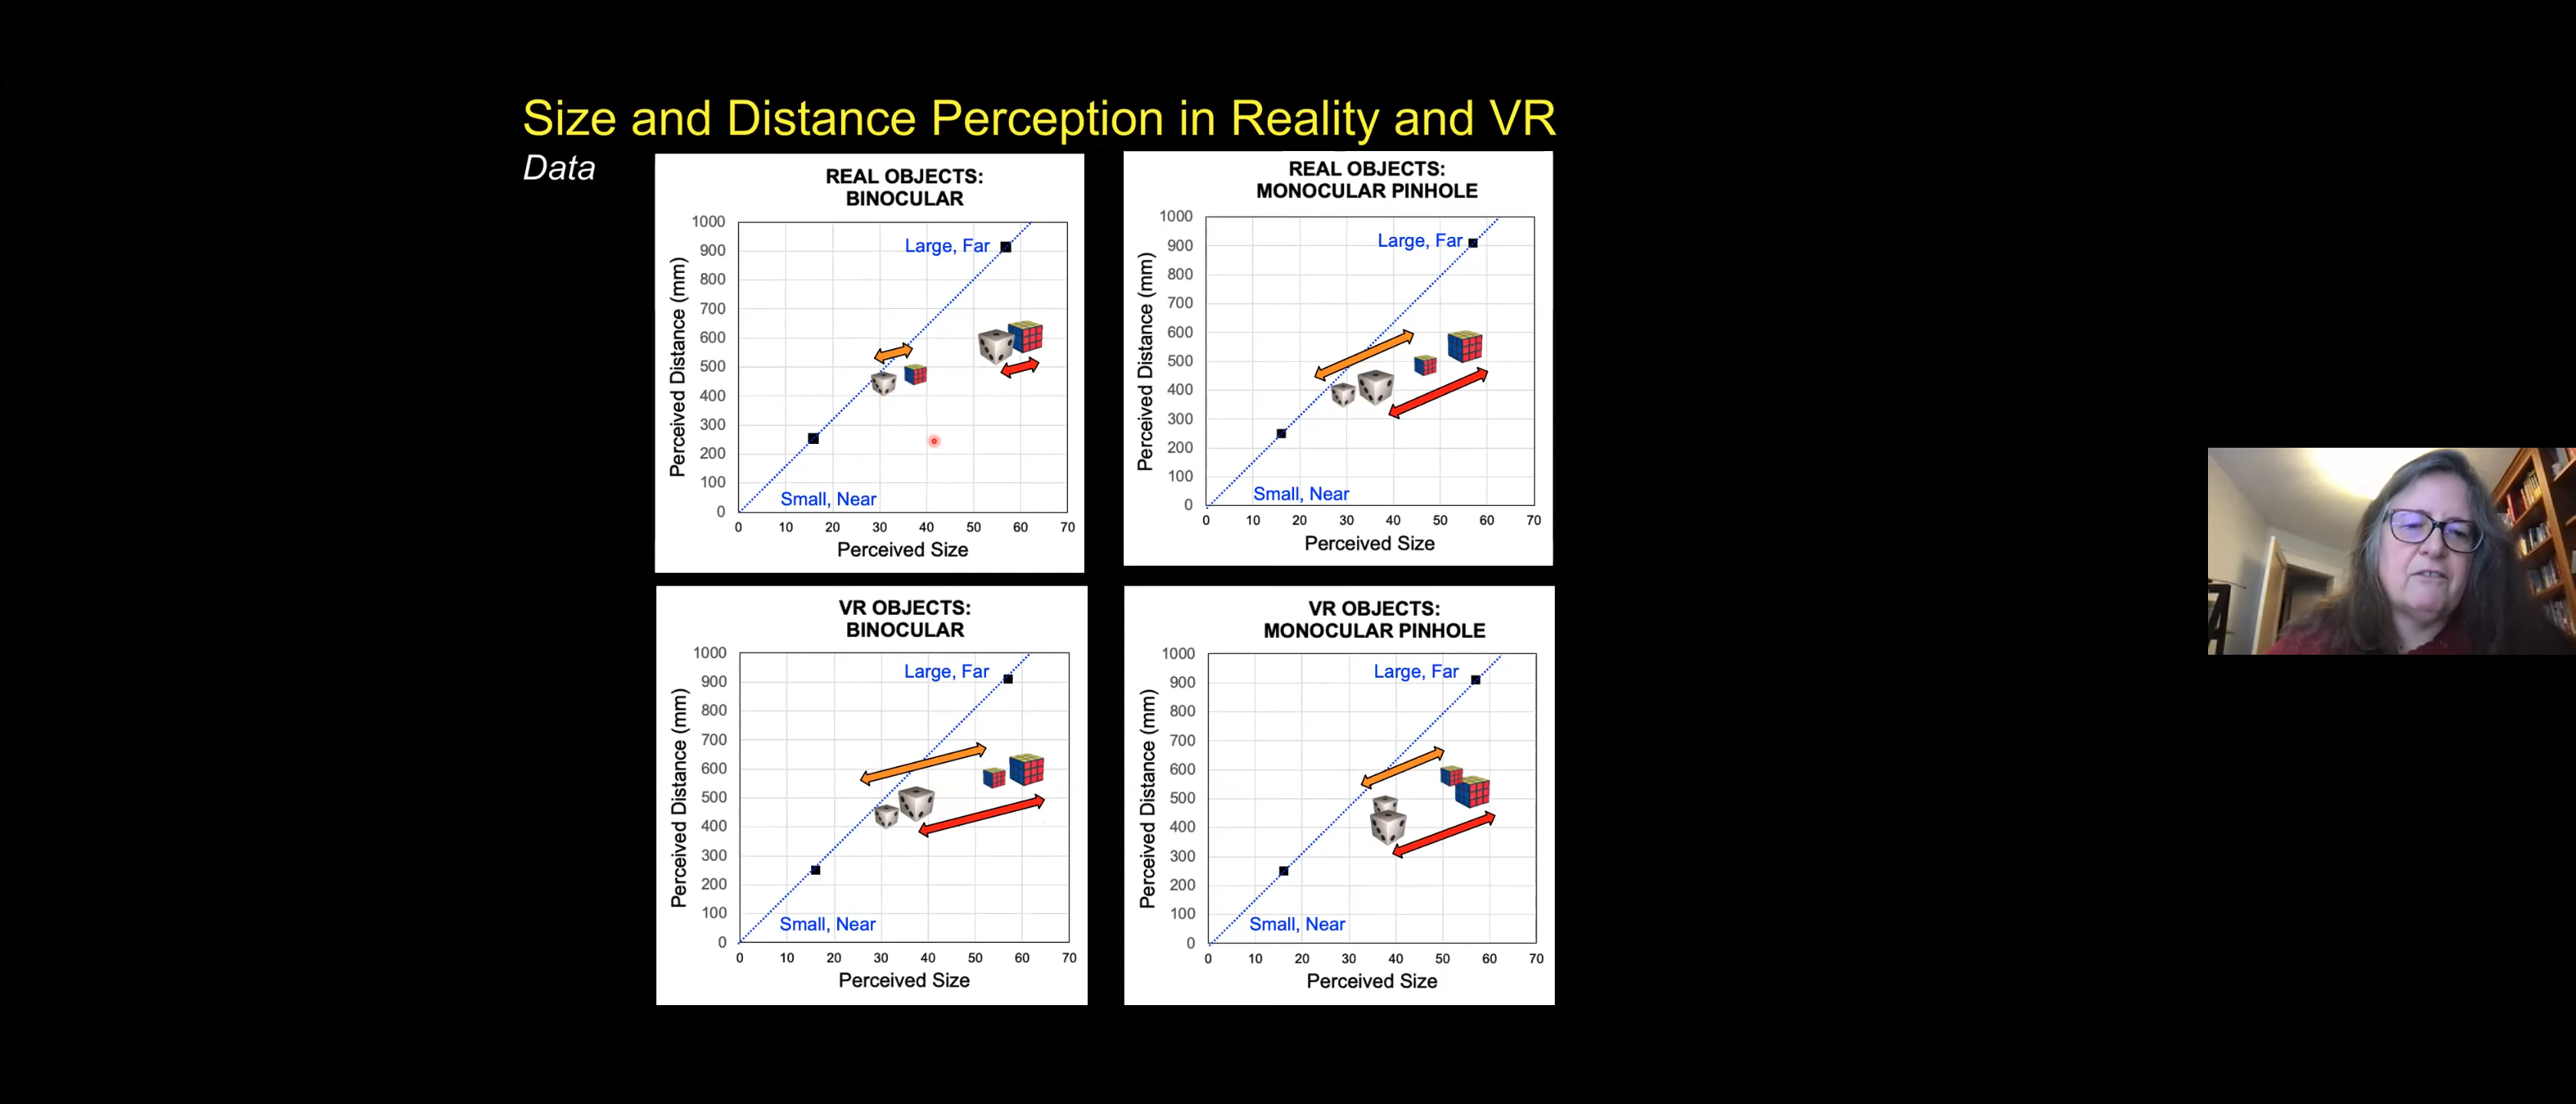 Size and Distance Perception in Reality and VR
Data
REAL OBJECTS:
BINOCULAR
Perceived Distance (mm)
1000
900
800
700
600
500
400
300
200
100
0
Large, Far
Small, Near
0 10 20 30 40 50 60 70
Perceived Size
REAL OBJECTS:
MONOCULAR PINHOLE
Perceived Distance (mm)
1000
900
800
700
600
500
400
300
200
100
0
Large, Far
Small, Near
0 10 20 30 40 50 60 70
Perceived Size
VR OBJECTS:
BINOCULAR
Perceived Distance (mm)
1000
900
800
700
600
500
400
300
200
100
0
Large, Far
Small, Near
0 10 20 30 40 50 60 70
Perceived Size
VR OBJECTS:
MONOCULAR PINHOLE
Perceived Distance (mm)
1000
900
800
700
600
500
400
300
200
100
0
Large, Far
Small, Near
0 10 20 30 40 50 60 70
Perceived Size